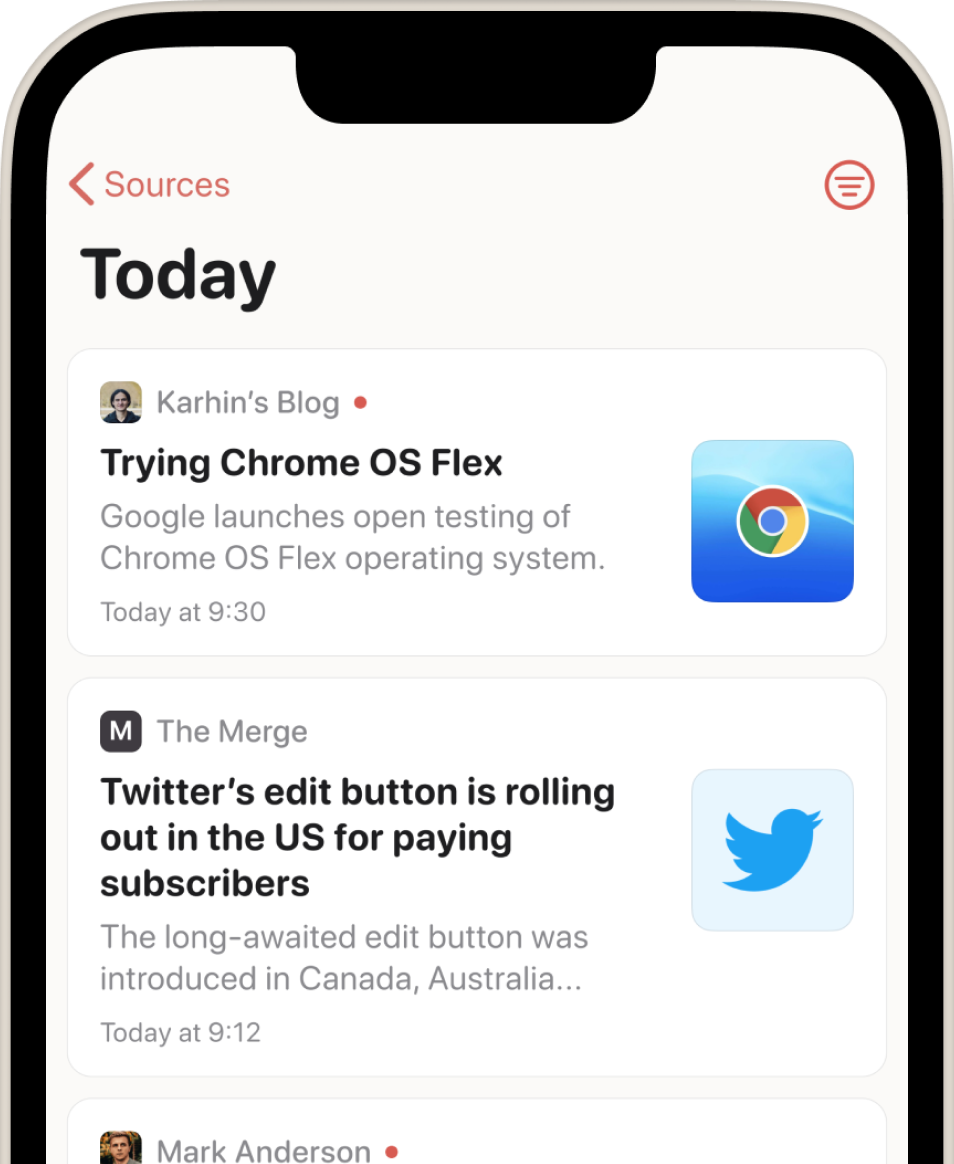 Sources
Today
Karhin’s Blog
Trying Chrome OS Flex
Google launches open testing of
Chrome OS Flex operating system.
Today at 9:30
M
The Merge
Twitter’s edit button is rolling
out in the US for paying
subscribers
The long-awaited edit button was
introduced in Canada, Australia...
Today at 9:12
Mark Anderson